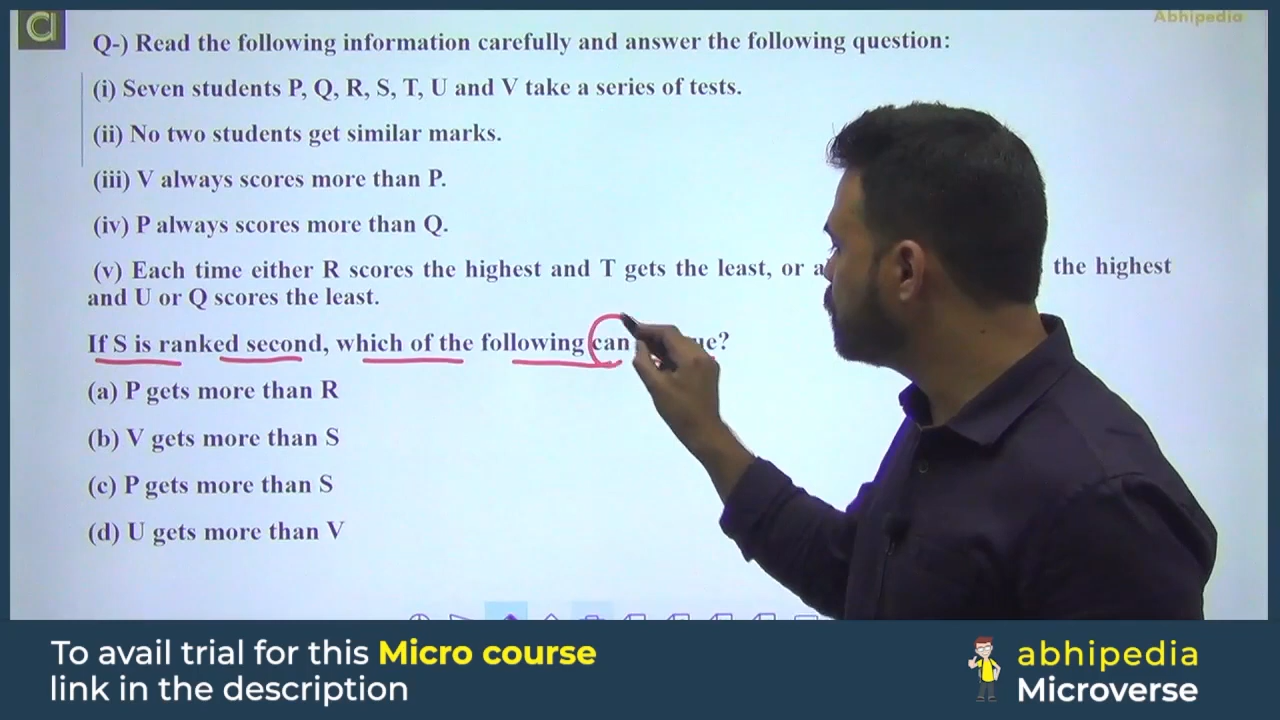 a
Abhipedia
Q-) Read the following information carefully and answer the following question:
(i) Seven students P, Q, R, S, T, U and V take a series of tests.
(ii) No two students get similar marks.
(iii) V always scores more than P.
(iv) P always scores more than Q.
(v) Each time either R scores the highest and T gets the least, or the highest
and U or Q scores the least.
If S is ranked second, which of the following can
(a) P gets more than R
(b) V gets more than S
(c) P gets more than S
(d) U gets more than V
To avail trial for this Micro course
link in the description
abhipedia
Microverse